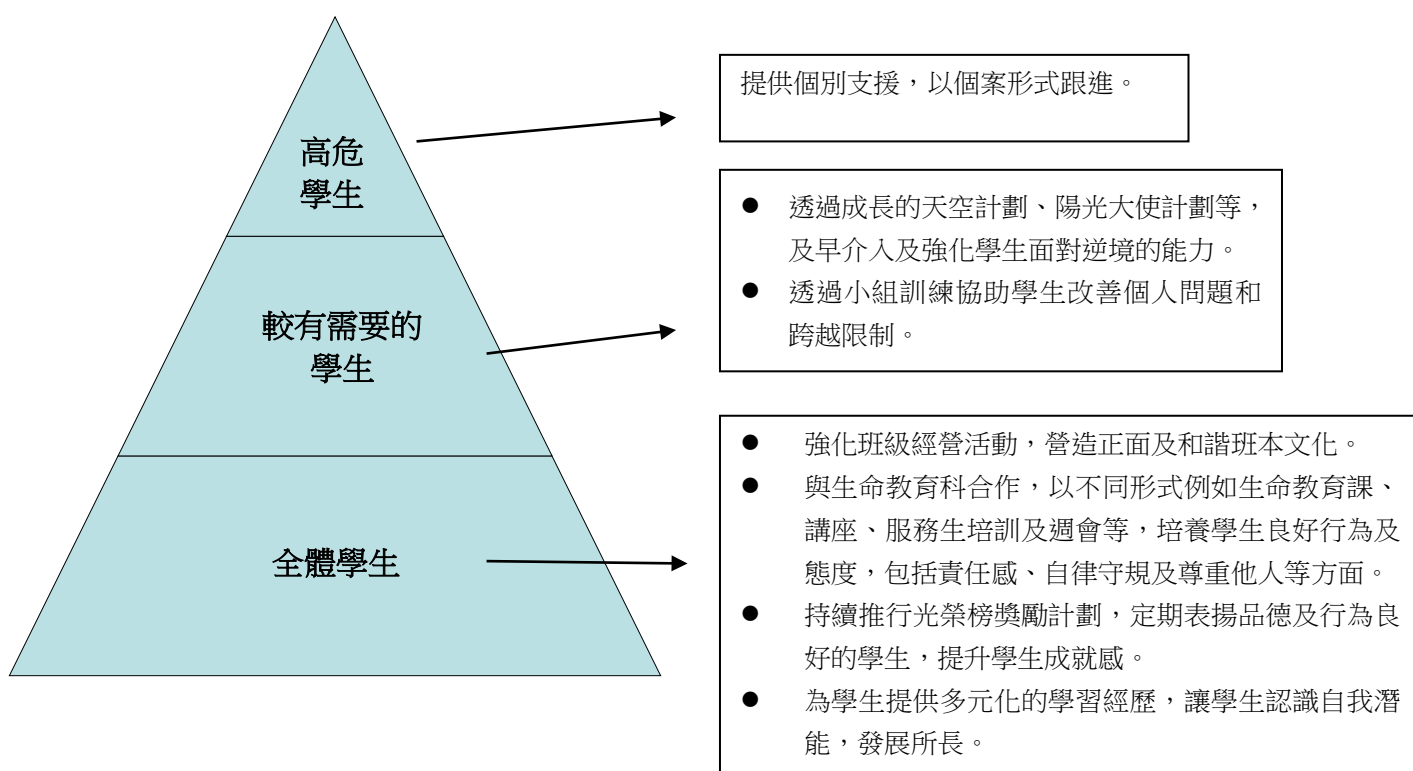 提供個別支援，以個案形式跟進。
高危
學生
● 透過成長的天空計劃、陽光大使計劃等，
及早介入及強化學生面對逆境的能力。
● 透過小組訓練協助學生改善個人問題和
跨越限制。
較有需要的
學生
● 強化班級經營活動，營造正面及和諧班本文化。
● 與生命教育科合作，以不同形式例如生命教育課、
講座、服務生培訓及週會等，培養學生良好行為及
態度，包括責任感、自律守規及尊重他人等方面。
● 持續推行光榮榜獎勵計劃，定期表揚品德及行為良
好的學生，提升學生成就感。
● 為學生提供多元化的學習經歷，讓學生認識自我潛
能，發展所長。
全體學生